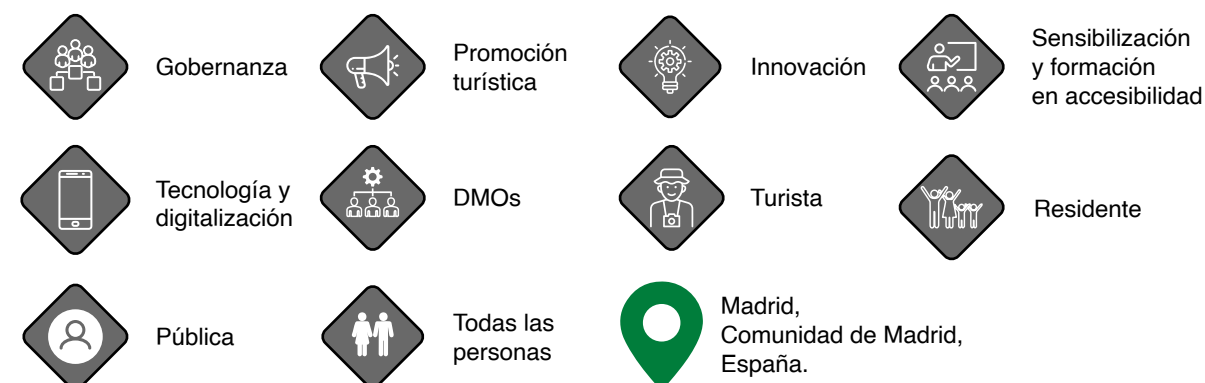 Gobernanza
Promoción
turística
Innovación
Sensibilización
y formación
en accesibilidad
Tecnología y
digitalización
DMOs
Turista
Residente
Pública
Todas las
personas
Madrid,
Comunidad de Madrid,
España.